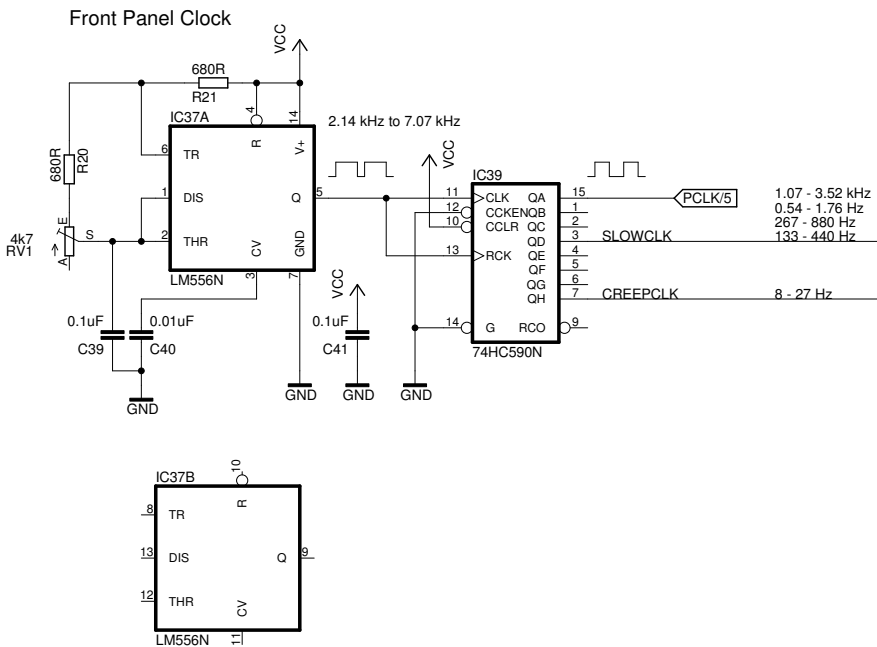 Front Panel Clock
VCC
680R
R21
IC37A
4
14
R
V+
6
TR
680R
R20
1
DIS
Q
5
2
THR
CV
GND
3
7
LM556N
E
S
A
4k7
RV1
2.14 kHz to 7.07 kHz
VCC
IC39
11
CLK
QA
15
12
CCKEN
QB
1
10
CCLR
QC
2
QD
3
13
RCK
QE
4
QF
5
QG
6
QH
7
14
G
RCO
9
74HC590N
PCLK/5
1.07 - 3.52 kHz
0.54 - 1.76 Hz
267 - 880 Hz
SLOWCLK
133 - 440 Hz
CREEPCLK
8 - 27 Hz
0.1uF
C39
0.01uF
C40
VCC
0.1uF
C41
GND
GND
GND
GND
IC37B
10
R
8
TR
13
DIS
Q
9
12
THR
CV
11
LM556N